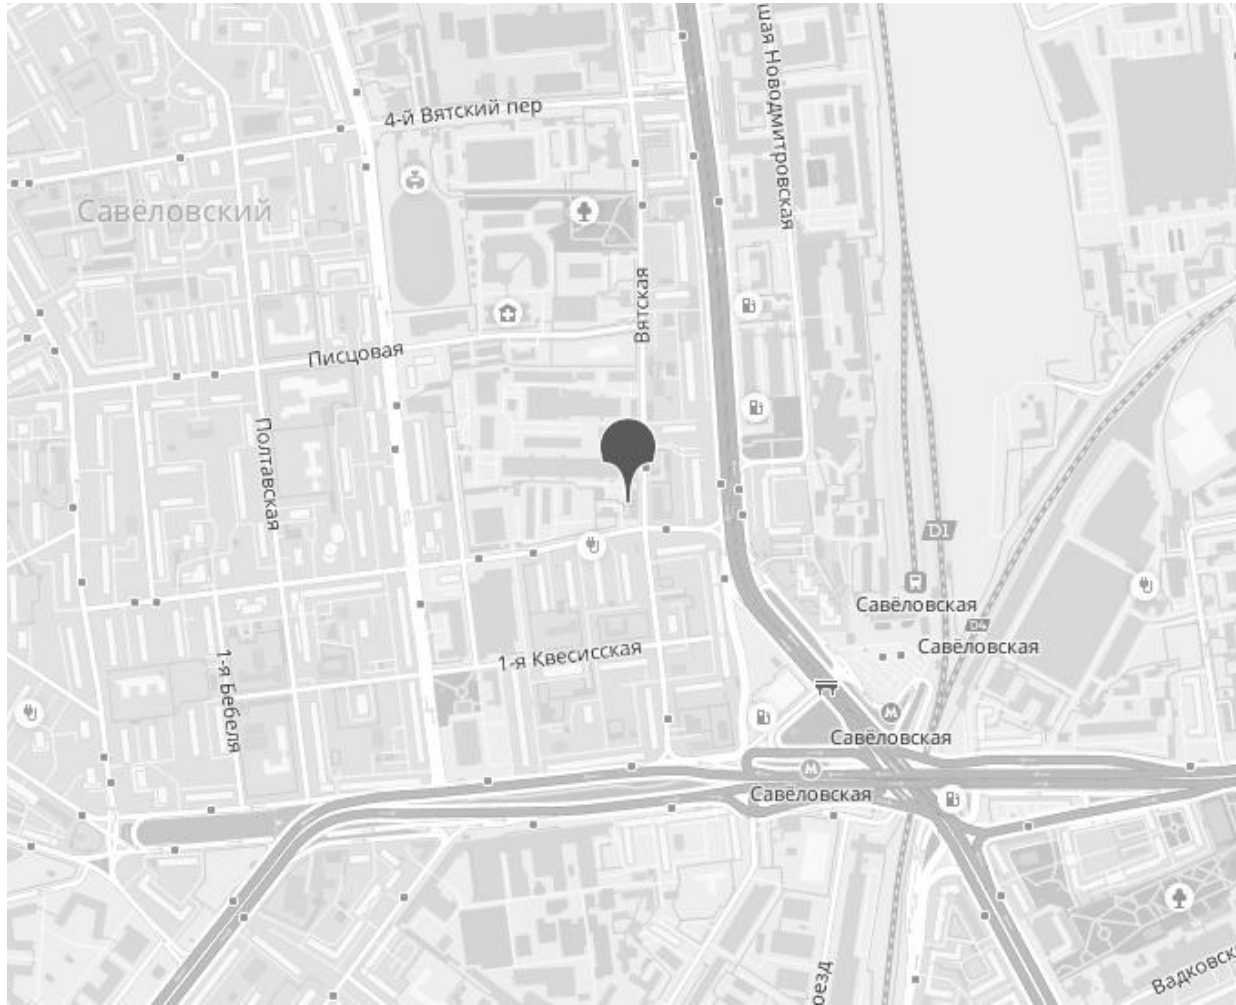 шая Новодмитровская
4-й Вятский пер
Савёловский
Вятская
Писцовая
Полтавская
D1
Савёловская
D4
Савёловская
1-я Квесисская
1-я Бебеля
М
Савёловская
М
Савёловская
Вадковск
оезд